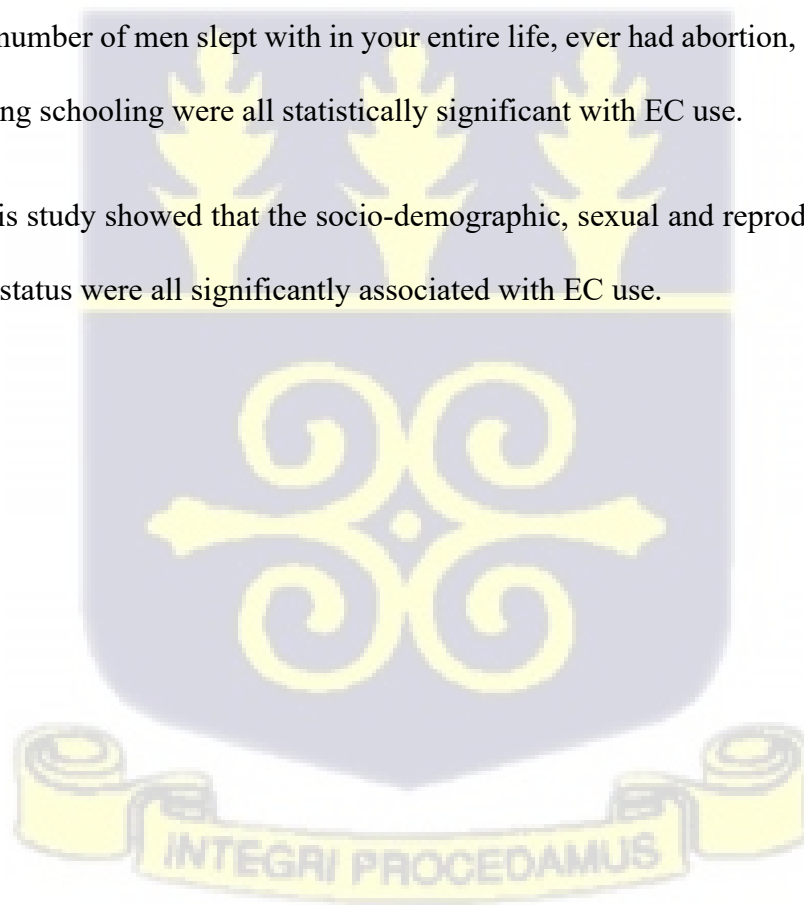 number of men slept with in your entire life, ever had abortion,
ng schooling were all statistically significant with EC use.
is study showed that the socio-demographic, sexual and reprod
status were all significantly associated with EC use.
INTEGRI PROCEDAMUS